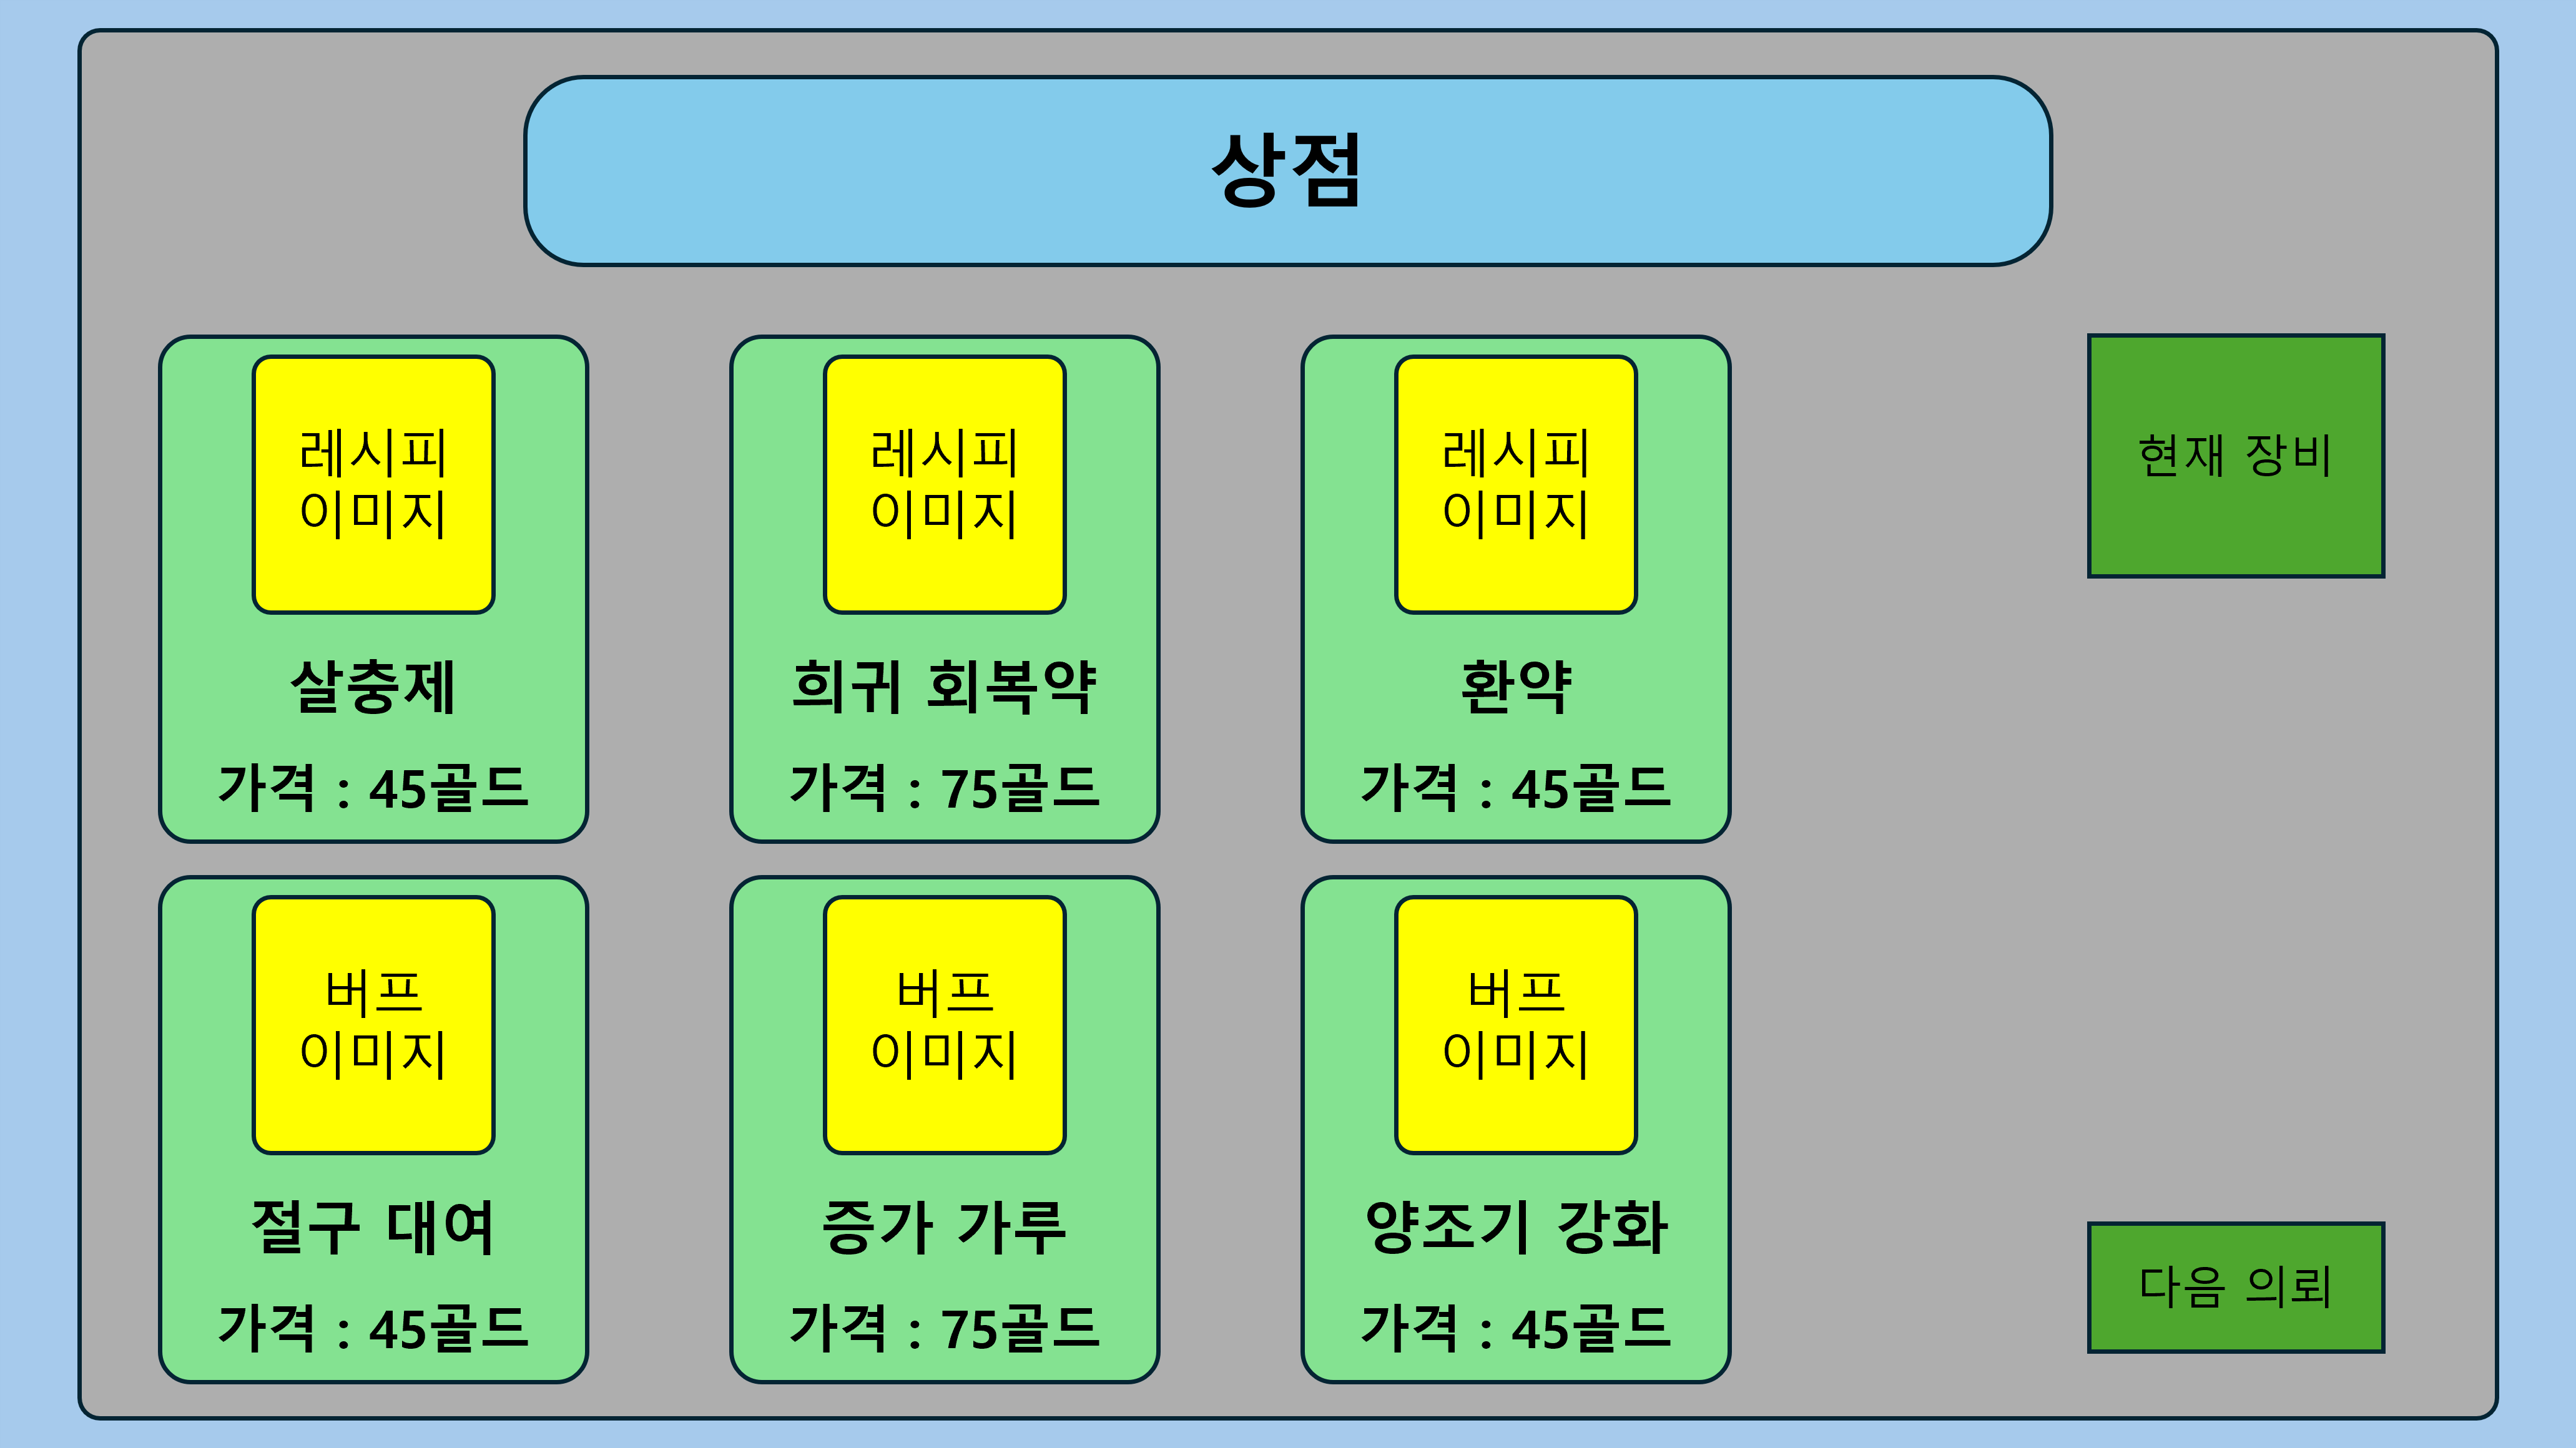 상점
레시피
이미지
살충제
가격 : 45골드
레시피
이미지
희귀 회복약
가격 : 75골드
레시피
이미지
환약
가격 : 45골드
현재 장비
버프
이미지
절구 대여
가격 : 45골드
버프
이미지
증가 가루
가격 : 75골드
버프
이미지
양조기 강화
가격 : 45골드
다음 의뢰